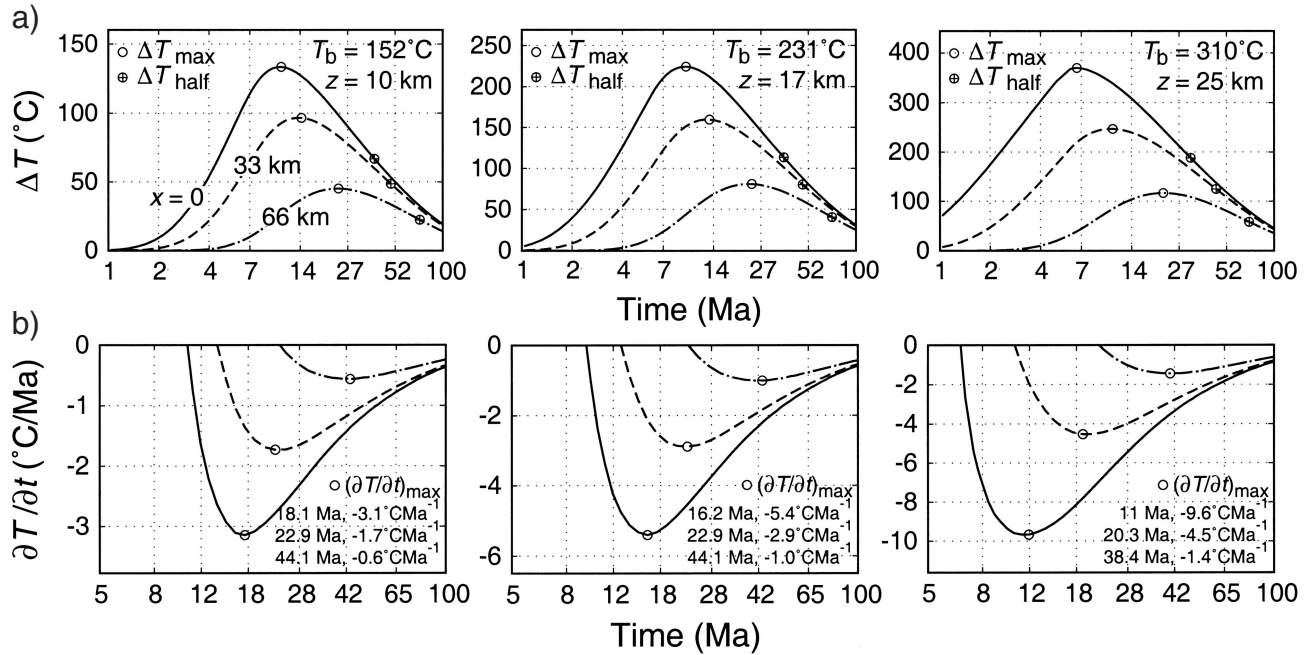 a)
ΔT (˚C)
150
100
50
0
ΔT max
ΔT half
T b = 152˚C
z = 10 km
x = 0
33 km
66 km
1 2 4 7 14 27 52 100
250
200
150
100
50
0
ΔT max
ΔT half
T b = 231˚C
z = 17 km
1 2 4 7 14 27 52 100
400
300
200
100
0
ΔT max
ΔT half
T b = 310˚C
z = 25 km
1 2 4 7 14 27 52 100
Time (Ma)
b)
∂T/∂t (˚C/Ma)
0
-1
-2
-3
(∂T/∂t)max
18.1 Ma, -3.1˚CMa-1
22.9 Ma, -1.7˚CMa-1
44.1 Ma, -0.6˚CMa-1
5 8 12 18 28 42 65 100
0
-2
-4
-6
(∂T/∂t)max
16.2 Ma, -5.4˚CMa-1
22.9 Ma, -2.9˚CMa-1
44.1 Ma, -1.0˚CMa-1
5 8 12 18 28 42 65 100
0
-2
-4
-6
-8
-10
(∂T/∂t)max
11 Ma, -9.6˚CMa-1
20.3 Ma, -4.5˚CMa-1
38.4 Ma, -1.4˚CMa-1
5 8 12 18 28 42 65 100
Time (Ma)